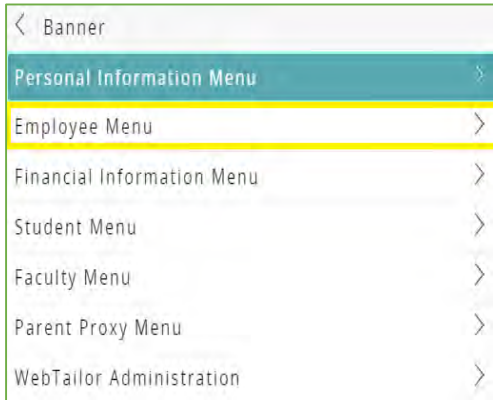 Banner
Personal Information Menu
Employee Menu
Financial Information Menu
Student Menu
Faculty Menu
Parent Proxy Menu
WebTailor Administration